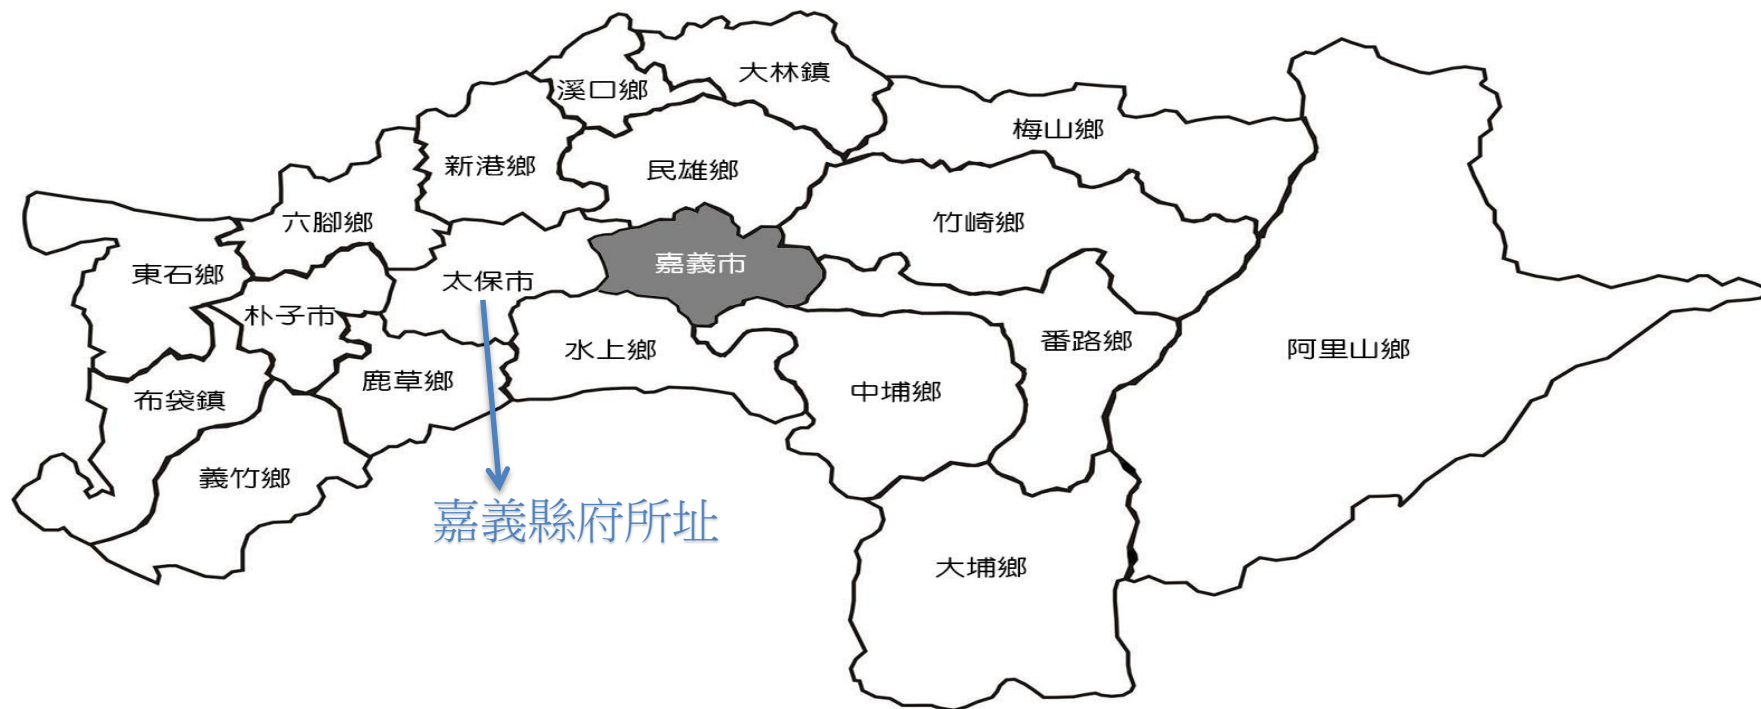 大林鎮
溪口鄉
梅山鄉
新港鄉
民雄鄉
六腳鄉
竹崎鄉
東石鄉
太保市
嘉義市
朴子市
番路鄉
水上鄉
阿里山鄉
鹿草鄉
中埔鄉
布袋鎮
義竹鄉
嘉義縣府所址
大埔鄉